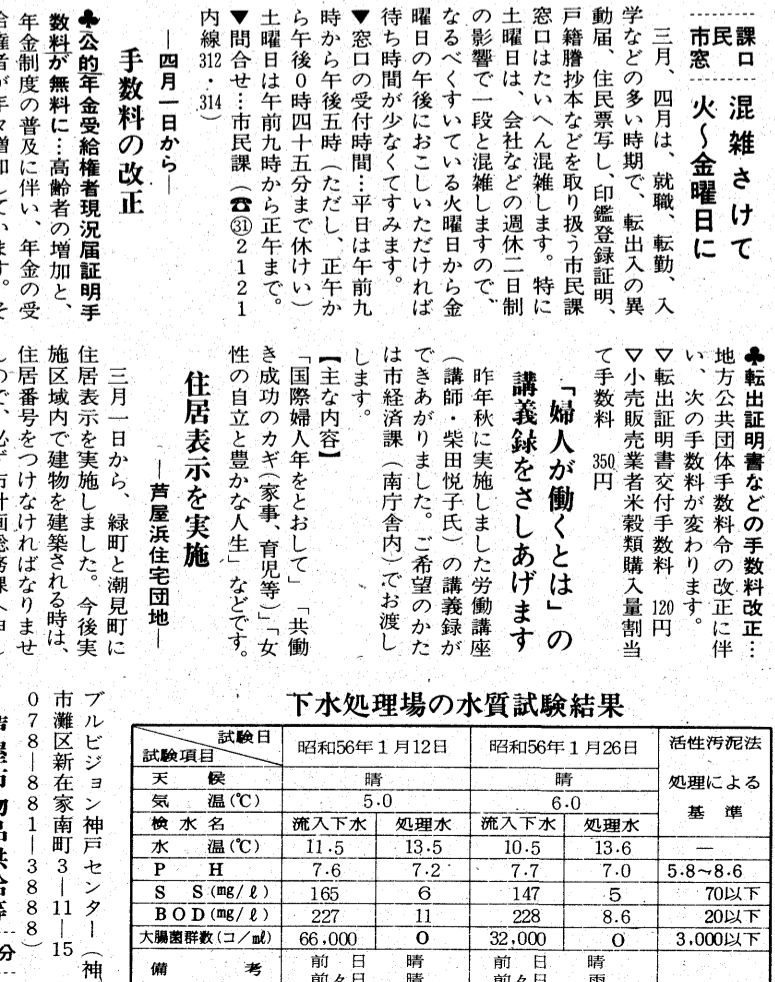 市民
窓口課
混雑さけて
火〜金曜日に
三月、四月は、就職、転勤、入
学などの多い時期で、転出入の異
動届、住民票写し、印鑑登録証明、
戸籍謄抄本などを取り扱う市民課
窓口はたいへん混雑します。特に
土曜日は、会社などの週休二日制
の影響で一段と混雑しますので、
なるべくすいている火曜日から金
曜日の午後におこしいただければ
待ち時間が少なくてすみます。
▼窓口の受付時間…平日は午前九
時から午後五時（ただし、正午か
ら午後0時四十五分まで休けい）
土曜日は午前九時から正午まで。
▼問合せ…市民課（☎㉛2121
内線312・314）
―四月一日から―
手数料の改正
♣公的年金受給権者現況届証明手
数料が無料に…高齢者の増加と、
年金制度の普及に伴い、年金の受
給権者が年々増加しています。そ
♣転出証明書などの手数料改正…
地方公共団体手数料令の改正に伴
い、次の手数料が変わります。
▽転出証明書交付手数料 120円
▽小売販売業者米穀類購入量割当
て手数料 350円
「婦人が働くとは」の
講義録をさしあげます
昨年秋に実施しました労働講座
（講師・柴田悦子氏）の講義録が
できあがりました。ご希望のかた
は市経済課（南庁舎内）でお渡し
します。
【主な内容】
「国際婦人年をとおして」「共働
き成功のカギ（家事、育児等）」「女
性の自立と豊かな人生」などです。
住居表示を実施
―芦屋浜住宅団地―
三月一日から、緑町と潮見町に
住居表示を実施しました。今後実
施区域内で建物を建築される時は、
住居番号をつけなければなりませ
ブルビジョン神戸センター（神
市灘区新在家南町3―11―15
078―881―3888）
下水処理場の水質試験結果
試験日 試験項目 昭和56年1月12日 昭和56年1月26日 活性汚泥法処理による基準
天候 晴 晴
気温(℃) 5.0 6.0
検水名 流入下水 処理水 流入下水 処理水
水温(℃) 11.5 13.5 10.5 13.6 ―
PH 7.6 7.2 7.7 7.0 5.8~8.6
SS(mg/ℓ) 165 6 147 5 70以下
BOD(mg/ℓ) 227 11 228 8.6 20以下
大腸菌群数(コ/㎖) 66,000 0 32,000 0 3,000以下
備考 前日 晴 前日 晴
前々日 晴 前々日 雨